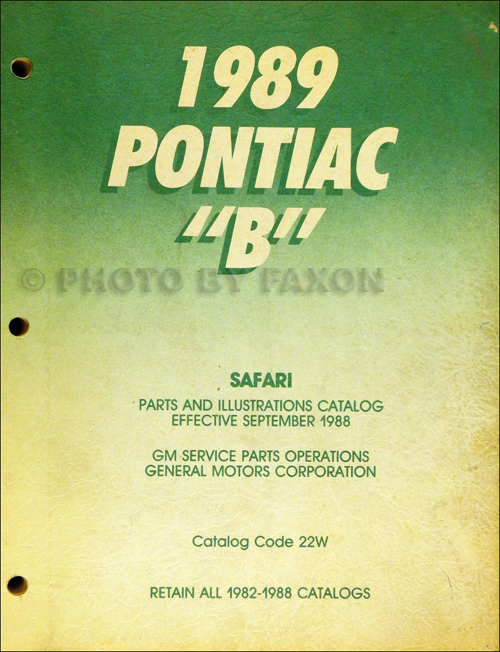 1989
PONTIAC
"B"
© PHOTO BY FAXON
SAFARI
PARTS AND ILLUSTRATIONS CATALOG
EFFECTIVE SEPTEMBER 1988
GM SERVICE PARTS OPERATIONS
GENERAL MOTORS CORPORATION
Catalog Code 22W
RETAIN ALL 1982-1988 CATALOGS